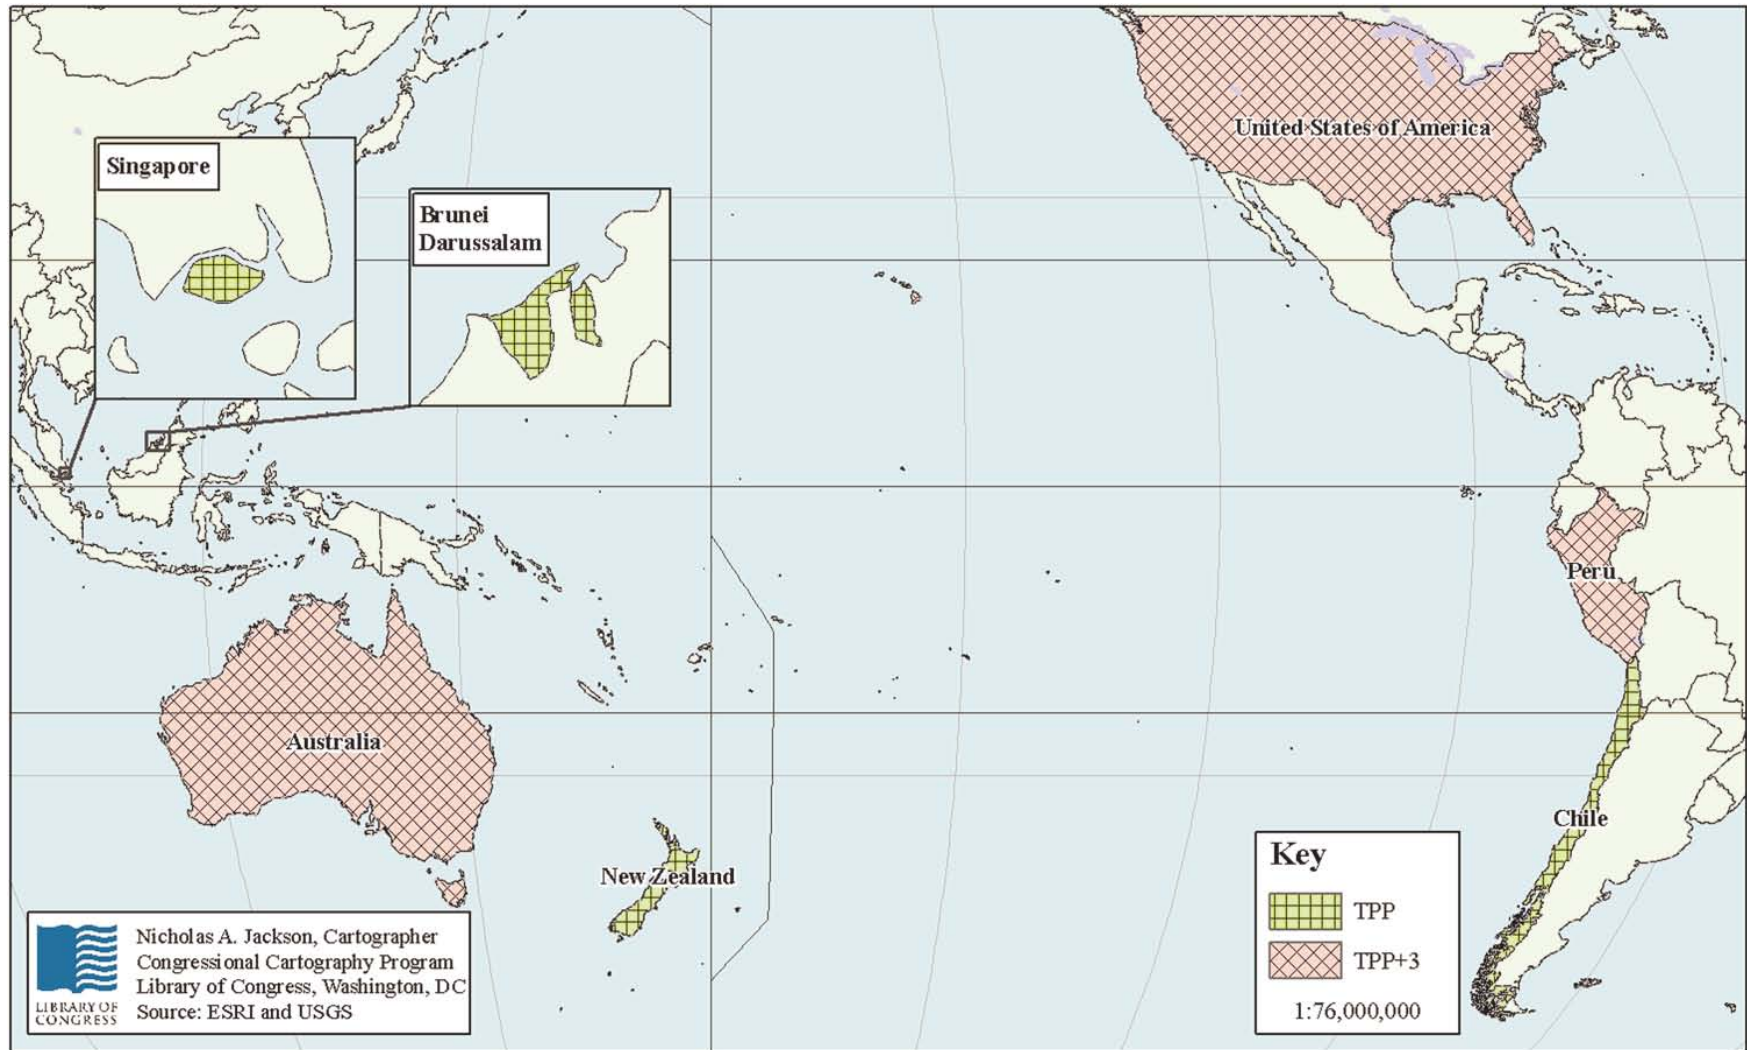 United States of America
Singapore
Brunei
Darussalam
Peru
Australia
Chile
New Zealand
Key
TPP
TPP+3
1:76,000,000
Nicholas A. Jackson, Cartographer
Congressional Cartography Program
Library of Congress, Washington, DC
Source: ESRI and USGS
LIBRARY OF
CONGRESS